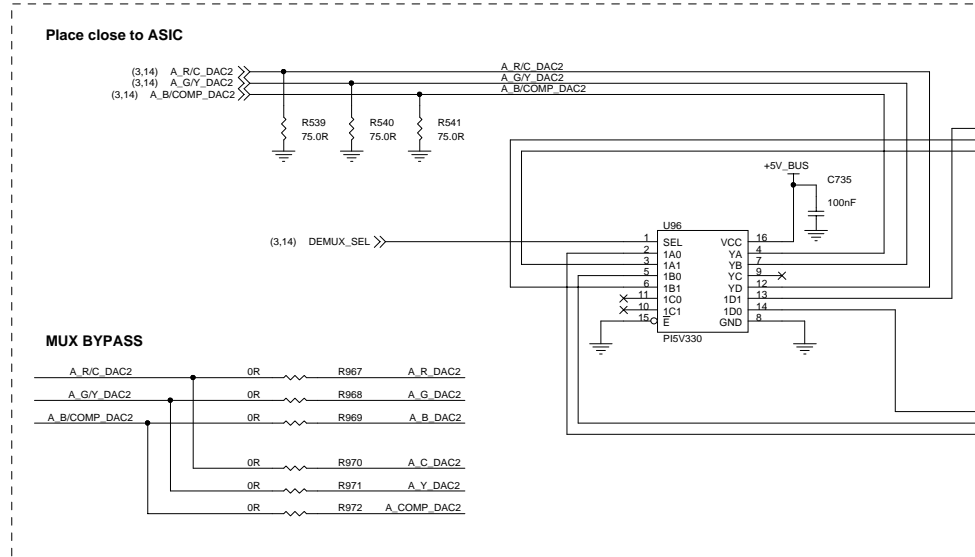 Place close to ASIC
(3,14) A_R/C_DAC2
(3,14) A_G/Y_DAC2
(3,14) A_B/COMP_DAC2
A_R/C_DAC2
A_G/Y_DAC2
A_B/COMP_DAC2
R539
75.0R
R540
75.0R
R541
75.0R
+5V_BUS
C735
100nF
(3,14) DEMUX_SEL
U96
1 SEL VCC 16
2 1A0 YA 4
3 1A1 YB 7
5 1B0 YC 9
6 1B1 YD 12
11 1C0 1D1 13
10 1C1 1D0 14
15 E GND 8
PI5V330
MUX BYPASS
A_R/C_DAC2 0R R967 A_R_DAC2
A_G/Y_DAC2 0R R968 A_G_DAC2
A_B/COMP_DAC2 0R R969 A_B_DAC2
0R R970 A_C_DAC2
0R R971 A_Y_DAC2
0R R972 A_COMP_DAC2